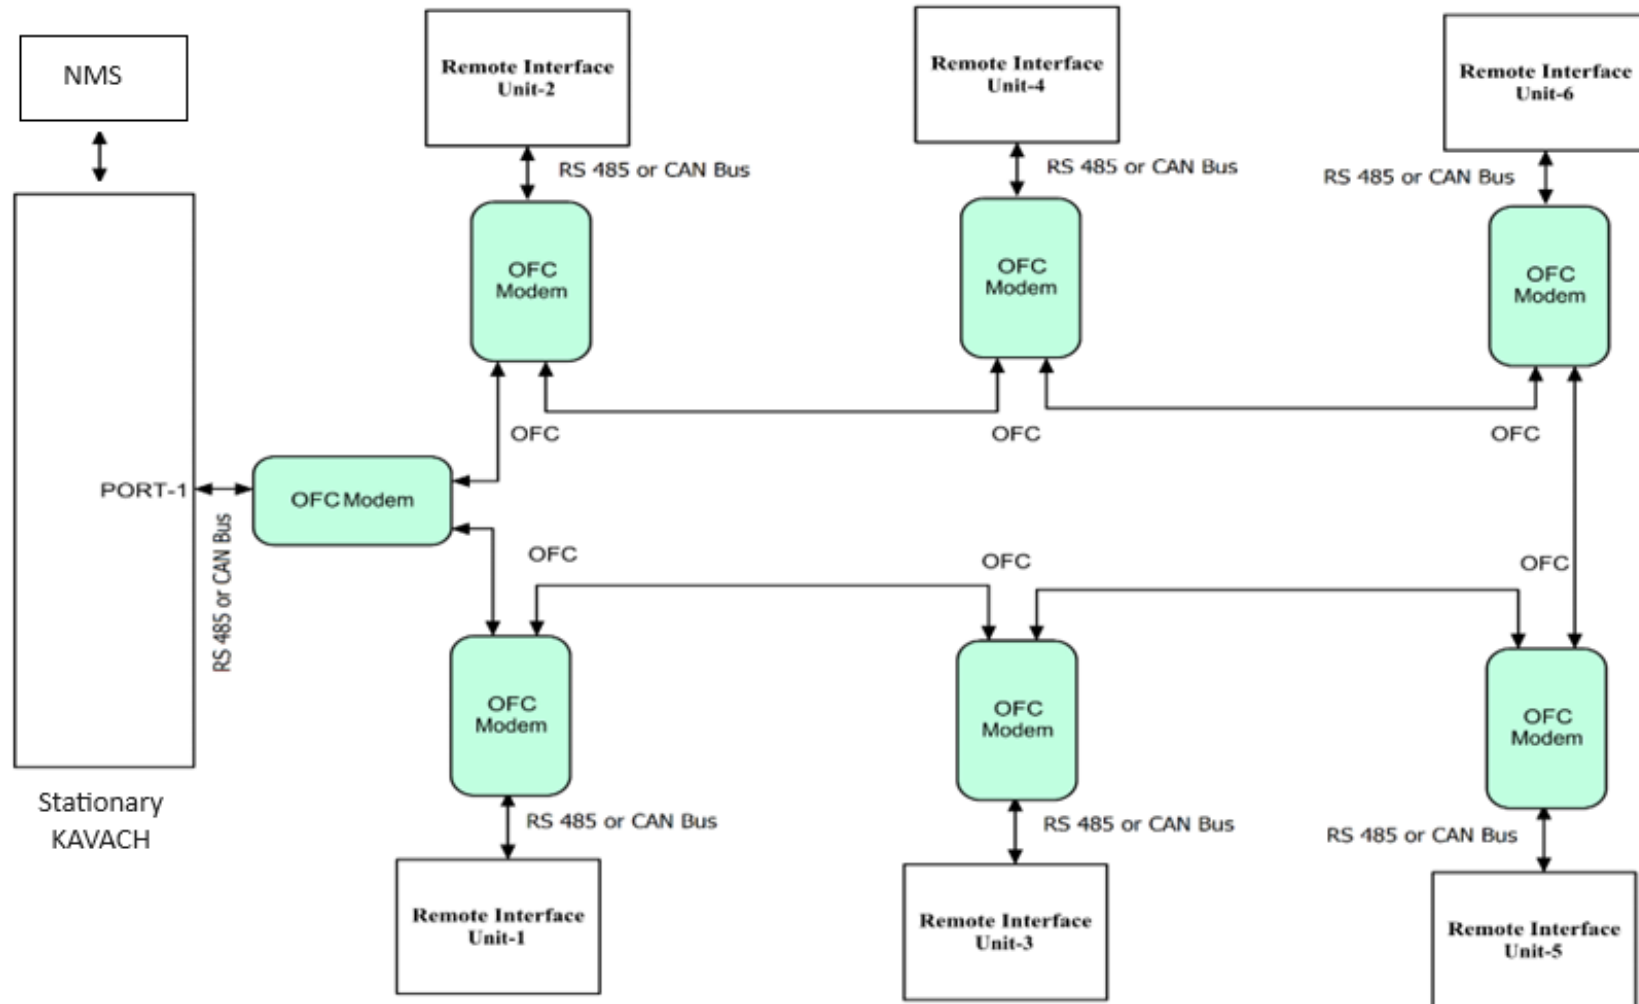 NMS
Remote Interface
Unit-2
Remote Interface
Unit-4
Remote Interface
Unit-6
RS 485 or CAN Bus
RS 485 or CAN Bus
RS 485 or CAN Bus
OFC
Modem
OFC
Modem
OFC
Modem
OFC
OFC
OFC
PORT-1
OFC Modem
RS 485 or CAN Bus
OFC
OFC
OFC
OFC
Modem
OFC
Modem
OFC
Modem
Stationary
KAVACH
RS 485 or CAN Bus
RS 485 or CAN Bus
RS 485 or CAN Bus
Remote Interface
Unit-1
Remote Interface
Unit-3
Remote Interface
Unit-5